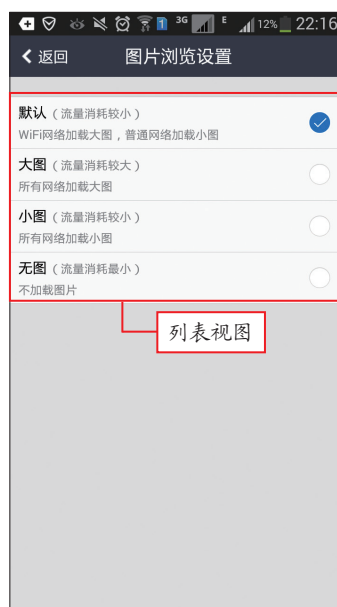 1 3G E 12% 22:16
返回 图片浏览设置
默认（流量消耗较小）
WiFi网络加载大图，普通网络加载小图
大图（流量消耗较大）
所有网络加载大图
小图（流量消耗较小）
所有网络加载小图
无图（流量消耗最小）
不加载图片
列表视图